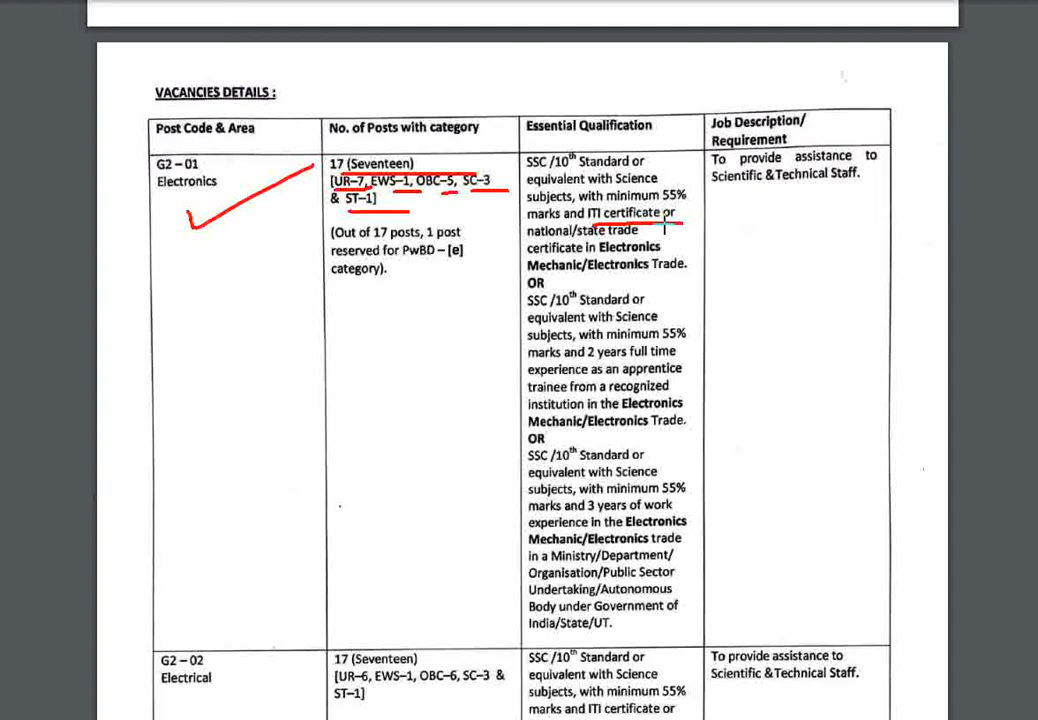 VACANCIES DETAILS :
Post Code & Area
No. of Posts with category
Essential Qualification
Job Description/
Requirement
G2 – 01
Electronics
17 (Seventeen)
[UR–7, EWS–1, OBC–5, SC–3
& ST–1]
(Out of 17 posts, 1 post
reserved for PwBD – [e]
category).
SSC /10th Standard or
equivalent with Science
subjects, with minimum 55%
marks and ITI certificate or
national/state trade
certificate in Electronics
Mechanic/Electronics Trade.
OR
SSC /10th Standard or
equivalent with Science
subjects, with minimum 55%
marks and 2 years full time
experience as an apprentice
trainee from a recognized
institution in the Electronics
Mechanic/Electronics Trade.
OR
SSC /10th Standard or
equivalent with Science
subjects, with minimum 55%
marks and 3 years of work
experience in the Electronics
Mechanic/Electronics trade
in a Ministry/Department/
Organisation/Public Sector
Undertaking/Autonomous
Body under Government of
India/State/UT.
To provide assistance to
Scientific & Technical Staff.
G2 – 02
Electrical
17 (Seventeen)
[UR–6, EWS–1, OBC–6, SC–3 &
ST–1]
SSC /10th Standard or
equivalent with Science
subjects, with minimum 55%
marks and ITI certificate or
To provide assistance to
Scientific & Technical Staff.